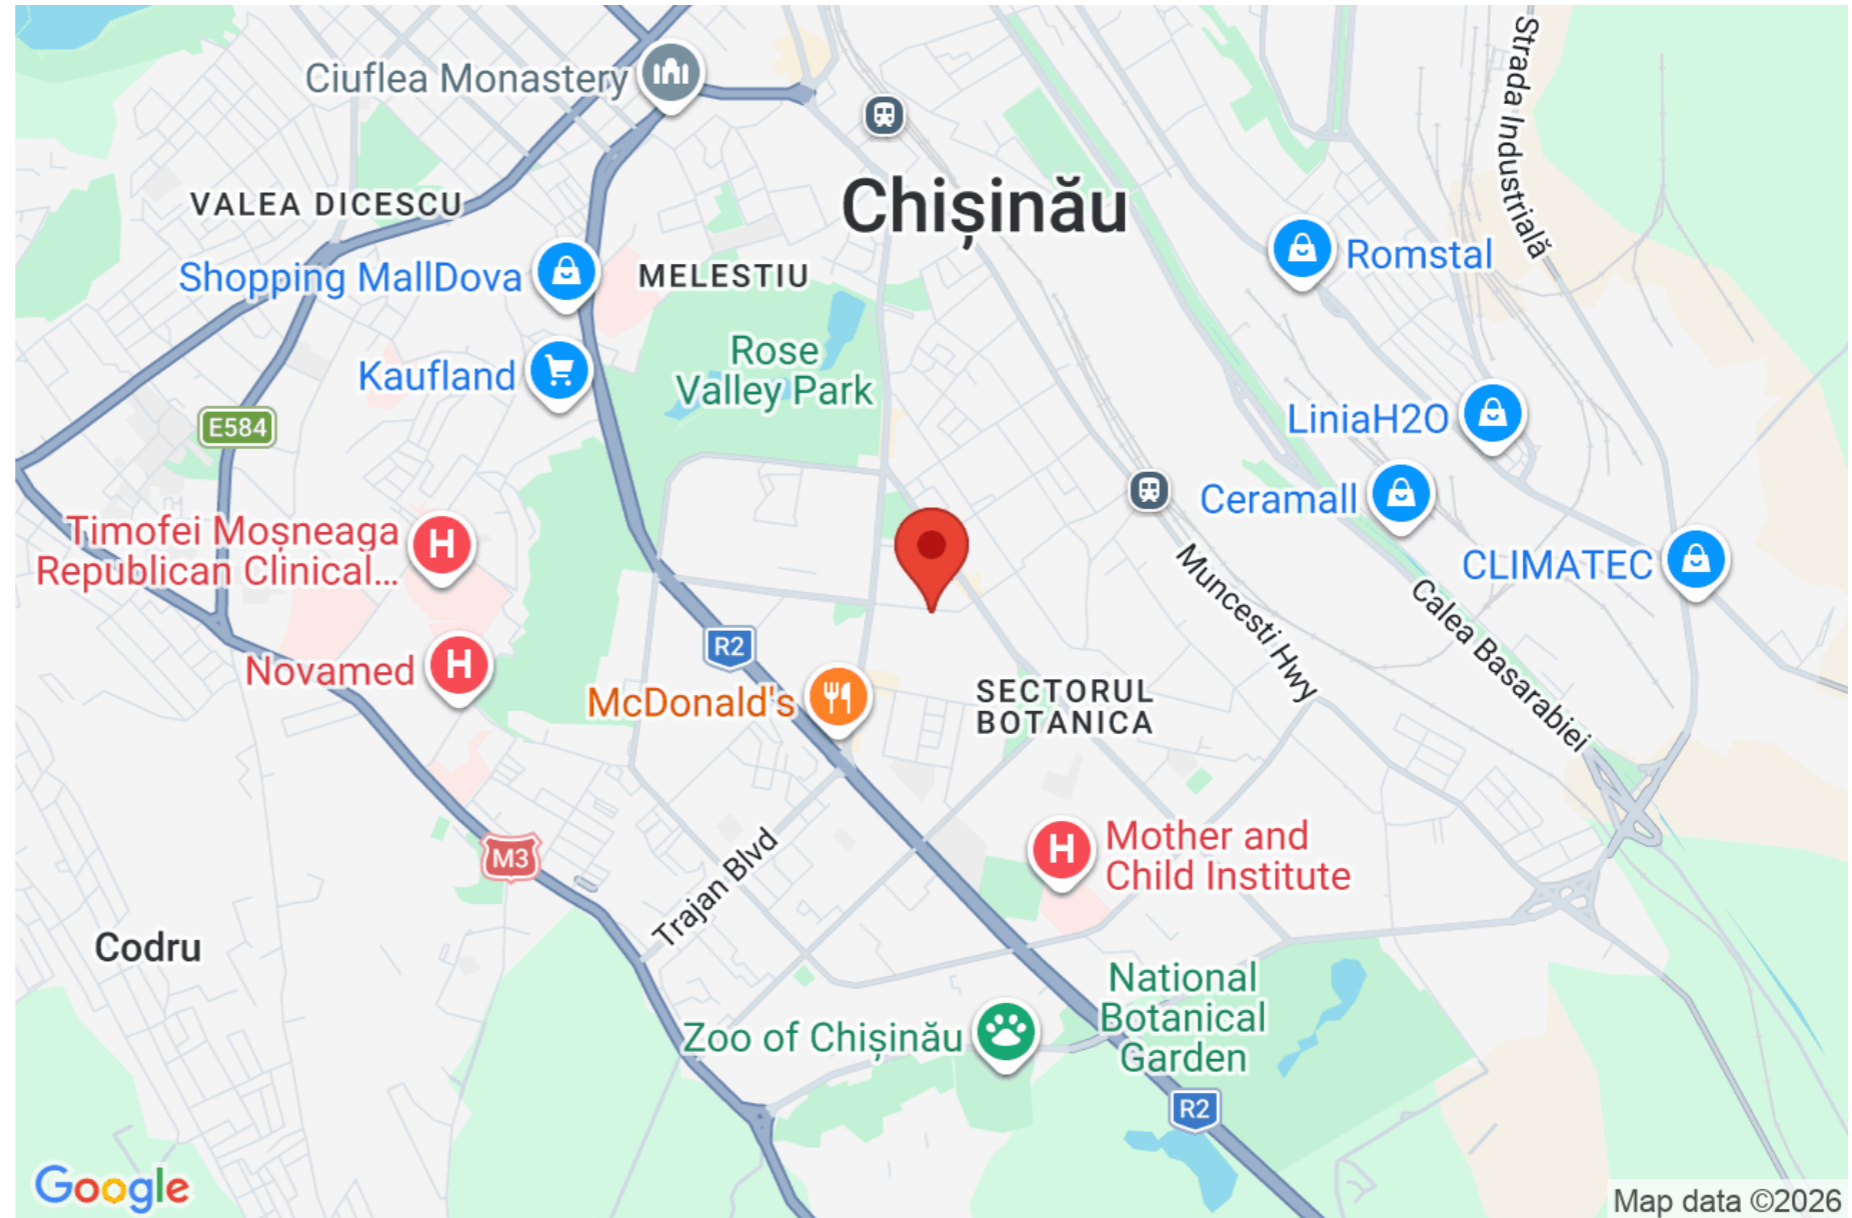 Ciuflea Monastery
Strada Industrială
VALEA DICESCU
Chișinău
Shopping MallDova
MELESTIU
Romstal
Rose
Valley Park
Kaufland
E584
LiniaH2O
Ceramall
Timofei Moșneaga
Republican Clinical...
H
CLIMATEC
Muncesti Hwy
Calea Basarabiei
R2
Novamed
H
McDonald's
SECTORUL
BOTANICA
M3
Trajan Blvd
H
Mother and
Child Institute
Codru
National
Botanical
Garden
Zoo of Chișinău
R2
Google
Map data ©2026